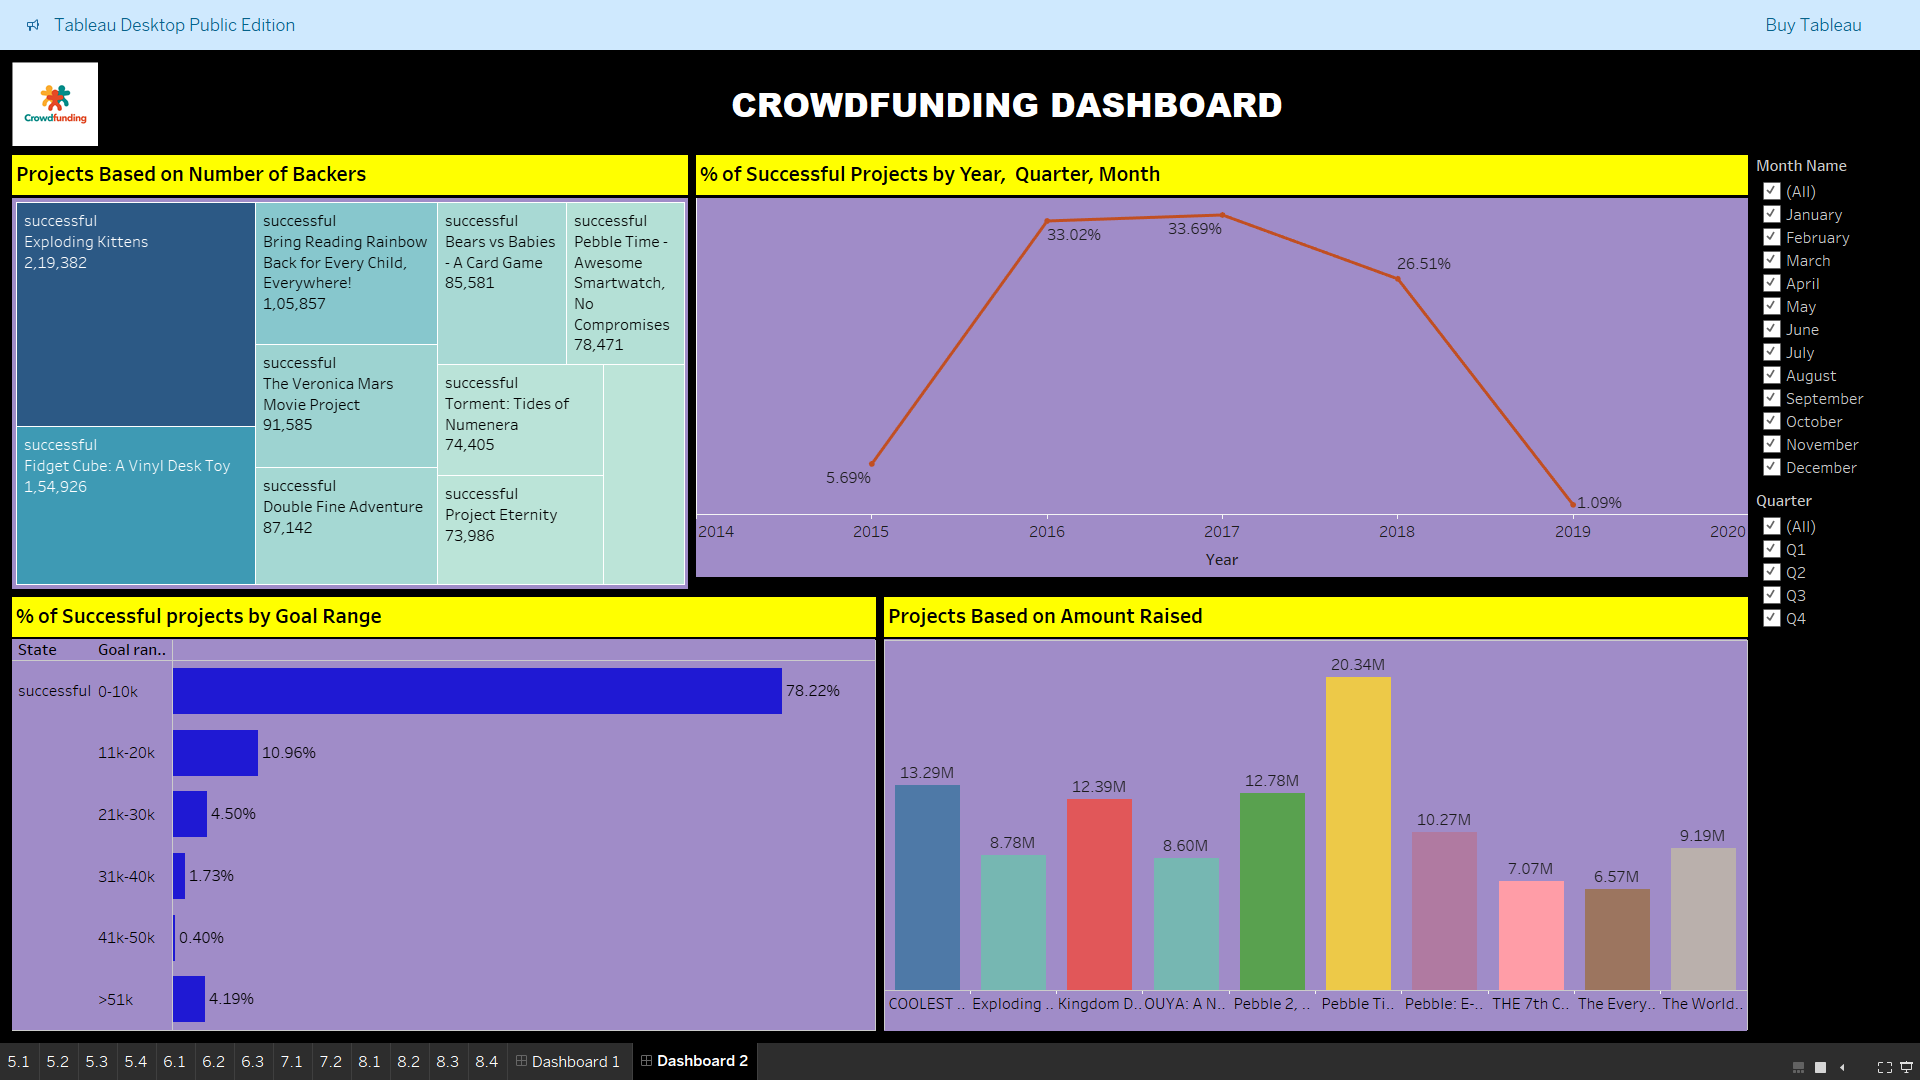 Tableau Desktop Public Edition
Buy Tableau
Crowdfunding
CROWDFUNDING DASHBOARD
Projects Based on Number of Backers
successful
Exploding Kittens
2,19,382
successful
Fidget Cube: A Vinyl Desk Toy
1,54,926
successful
Bring Reading Rainbow
Back for Every Child,
Everywhere!
1,05,857
successful
The Veronica Mars
Movie Project
91,585
successful
Double Fine Adventure
87,142
successful
Bears vs Babies
- A Card Game
85,581
successful
Pebble Time -
Awesome
Smartwatch,
No
Compromises
78,471
successful
Torment: Tides of
Numenera
74,405
successful
Project Eternity
73,986
% of Successful Projects by Year, Quarter, Month
5.69%
33.02%
33.69%
26.51%
1.09%
2014
2015
2016
2017
2018
2019
2020
Year
Month Name
(All)
January
February
March
April
May
June
July
August
September
October
November
December
Quarter
(All)
Q1
Q2
Q3
Q4
% of Successful projects by Goal Range
State Goal ran..
successful 0-10k 78.22%
11k-20k 10.96%
21k-30k 4.50%
31k-40k 1.73%
41k-50k 0.40%
>51k 4.19%
Projects Based on Amount Raised
13.29M
8.78M
12.39M
8.60M
12.78M
20.34M
10.27M
7.07M
6.57M
9.19M
COOLEST ..
Exploding ..
Kingdom D..
OUYA: A N..
Pebble 2, ..
Pebble Ti..
Pebble: E-..
THE 7th C..
The Every..
The World..
5.1 5.2 5.3 5.4 6.1 6.2 6.3 7.1 7.2 8.1 8.2 8.3 8.4 Dashboard 1 Dashboard 2